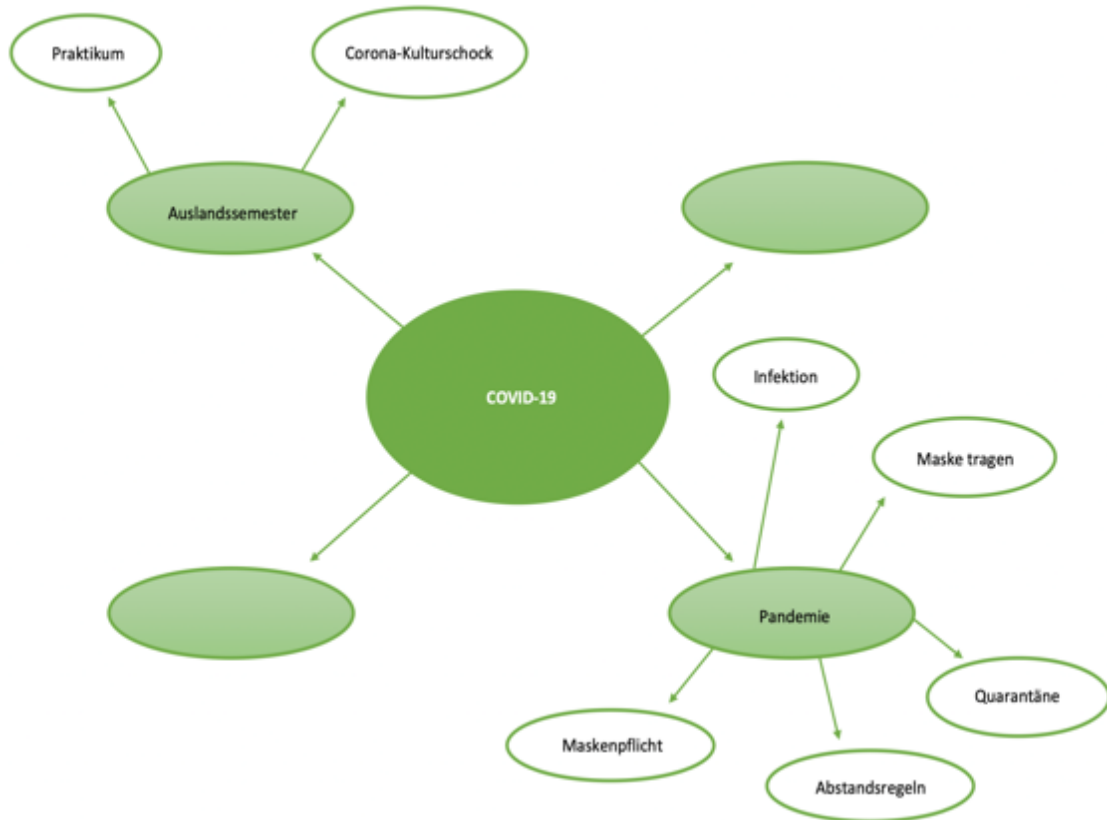 Praktikum
Corona-Kulturschock
Auslandssemester
COVID-19
Infektion
Maske tragen
Pandemie
Quarantäne
Maskenpflicht
Abstandsregeln